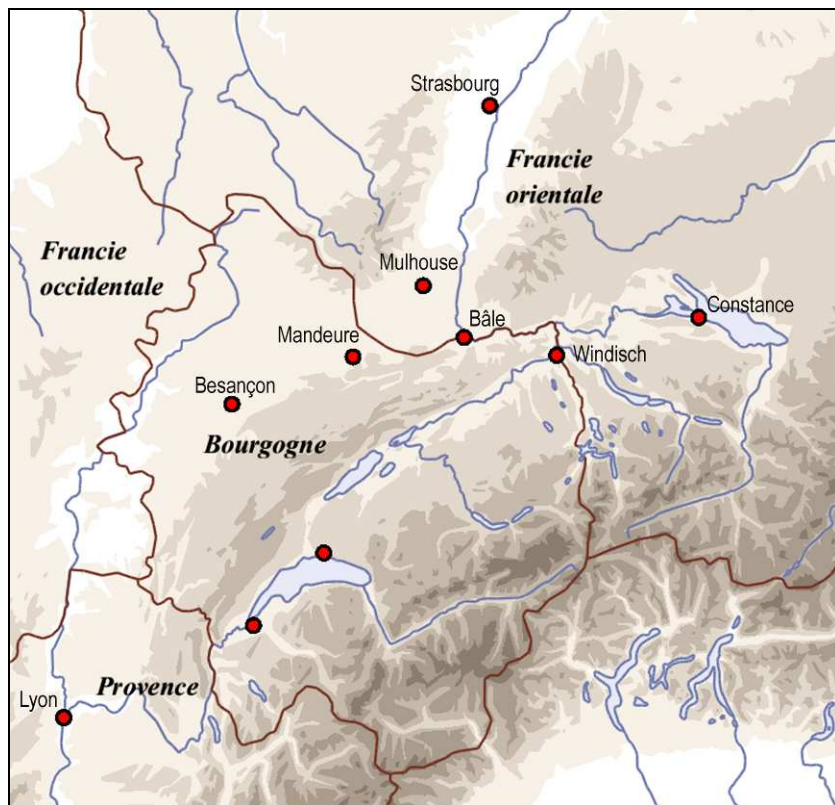 Strasbourg
Francie
orientale
Francie
occidentale
Mulhouse
Constance
Bâle
Mandeure
Windisch
Besançon
Bourgogne
Provence
Lyon